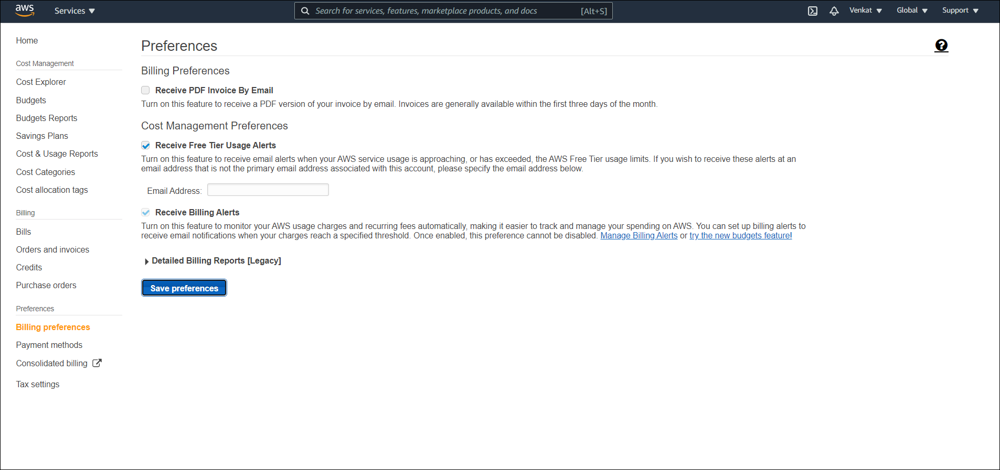 aws
Services
Search for services, features, marketplace products, and docs [Alt+S]
Venkat
Global
Support
Home
Cost Management
Cost Explorer
Budgets
Budgets Reports
Savings Plans
Cost & Usage Reports
Cost Categories
Cost allocation tags
Billing
Bills
Orders and invoices
Credits
Purchase orders
Preferences
Billing preferences
Payment methods
Consolidated billing
Tax settings
Preferences
?
Billing Preferences
Receive PDF Invoice By Email
Turn on this feature to receive a PDF version of your invoice by email. Invoices are generally available within the first three days of the month.
Cost Management Preferences
Receive Free Tier Usage Alerts
Turn on this feature to receive email alerts when your AWS service usage is approaching, or has exceeded, the AWS Free Tier usage limits. If you wish to receive these alerts at an
email address that is not the primary email address associated with this account, please specify the email address below.
Email Address:
Receive Billing Alerts
Turn on this feature to monitor your AWS usage charges and recurring fees automatically, making it easier to track and manage your spending on AWS. You can set up billing alerts to
receive email notifications when your charges reach a specified threshold. Once enabled, this preference cannot be disabled. Manage Billing Alerts or try the new budgets feature!
Detailed Billing Reports [Legacy]
Save preferences